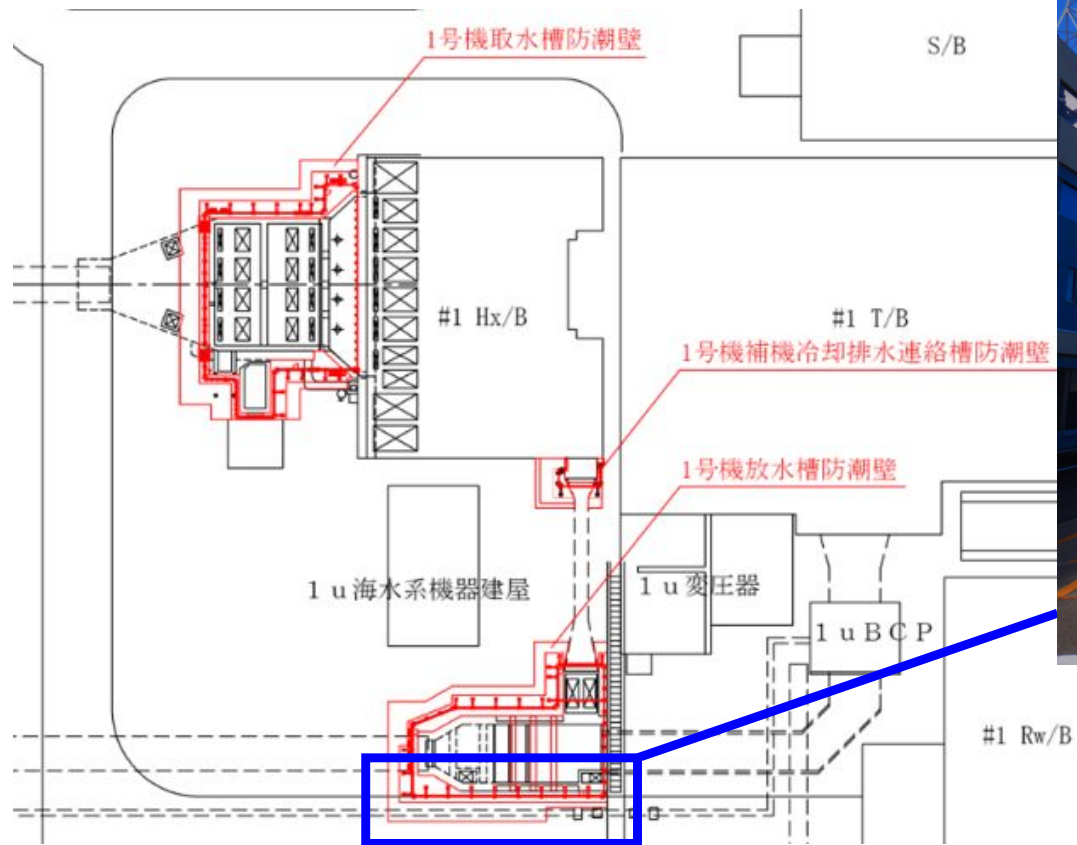 1号機取水槽防潮壁
S/B
#1 Hx/B
#1 T/B
1号機補機冷却排水連絡槽防潮壁
1号機放水槽防潮壁
1u海水系機器建屋
1u変圧器
1uBCP
#1 Rw/B